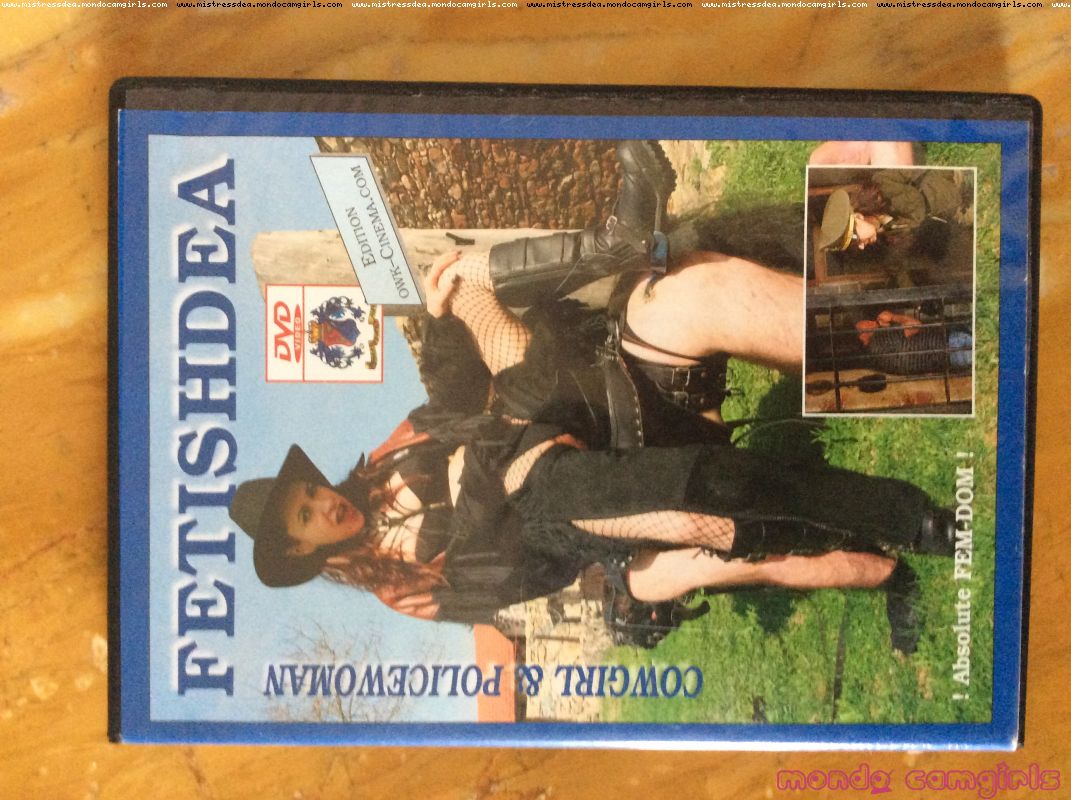 www.mistressdea.mondocamgirls.com www.mistressdea.mondocamgirls.com www.mistressdea.mondocamgirls.com www.mistressdea.mondocamgirls.com www.mistressdea.mondocamgirls.com www.mistressdea.mondocamgirls.com
FETISHDEA
COWGIRL & POLICEWOMAN
DVD
VIDEO
EDITION
OWK-CINEMA.COM
! Absolute FEM-DOM !
mondo camgirls